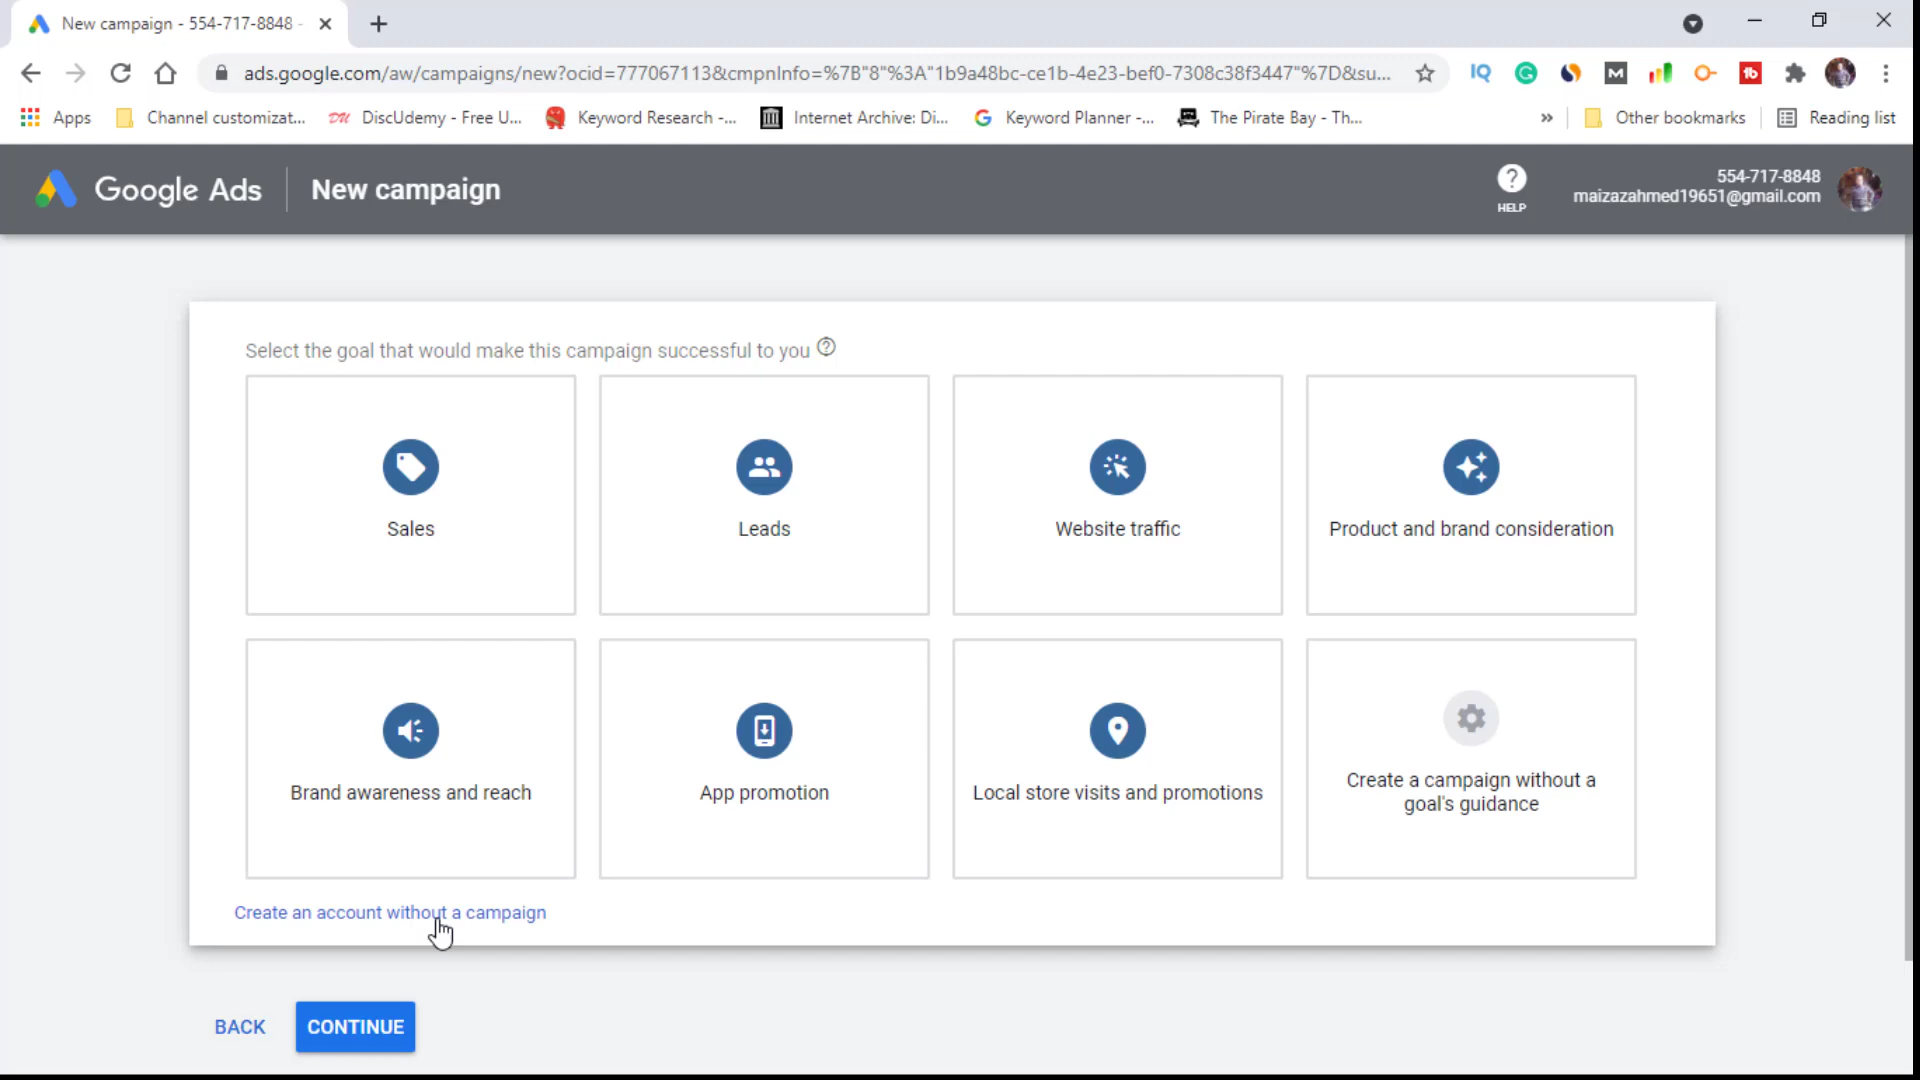 New campaign - 554-717-8848 -
ads.google.com/aw/campaigns/new?ocid=777067113&cmpnInfo=%7B"8"%3A"1b9a48bc-ce1b-4e23-bef0-7308c38f3447"%7D&su...
IQ
M
Apps
Channel customizat...
DU
DiscUdemy - Free U...
Keyword Research -...
Internet Archive: Di...
Keyword Planner -...
The Pirate Bay - Th...
»
Other bookmarks
Reading list
Google Ads
New campaign
HELP
554-717-8848
maizazahmed19651@gmail.com
Select the goal that would make this campaign successful to you
Sales
Leads
Website traffic
Product and brand consideration
Brand awareness and reach
App promotion
Local store visits and promotions
Create a campaign without a
goal's guidance
Create an account without a campaign
BACK
CONTINUE